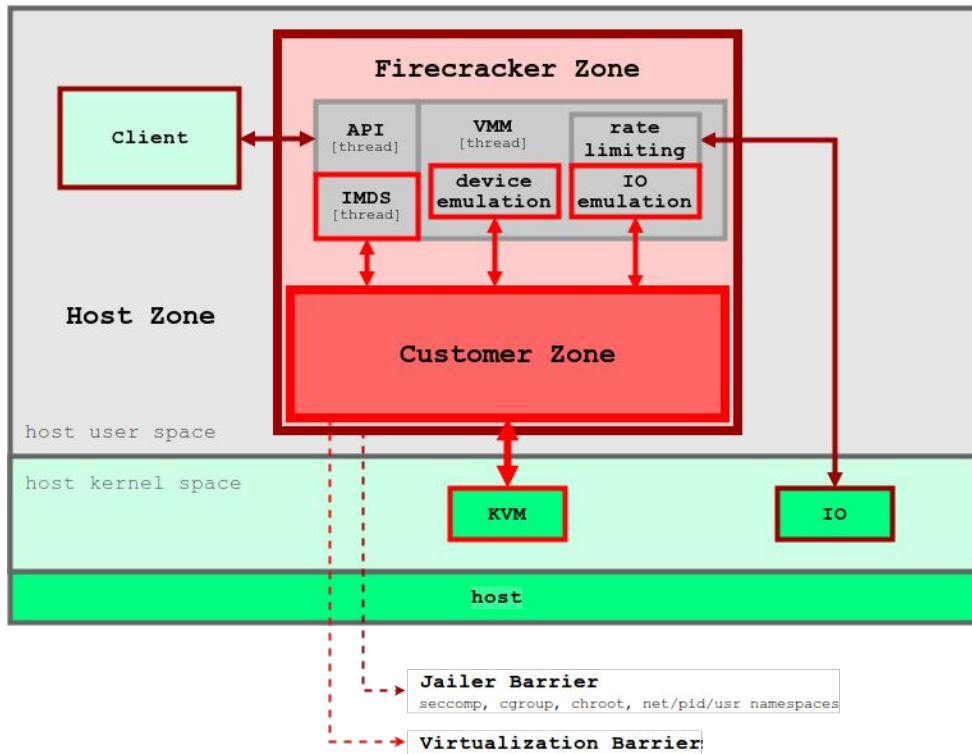 Firecracker Zone
Client
API
[thread]
VMM
[thread]
rate
limiting
IMDS
[thread]
device
emulation
IO
emulation
Host Zone
Customer Zone
host user space
host kernel space
KVM
IO
host
Jailer Barrier
seccomp, cgroup, chroot, net/pid/usr namespaces
Virtualization Barrier